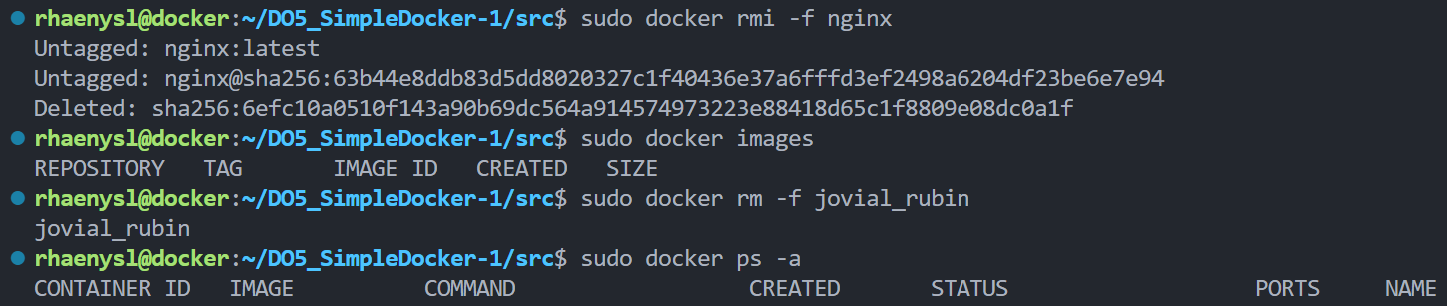 rhaenysl@docker:~/DO5_SimpleDocker-1/src$ sudo docker rmi -f nginx
Untagged: nginx:latest
Untagged: nginx@sha256:63b44e8ddb83d5dd8020327c1f40436e37a6fffd3ef2498a6204df23be6e7e94
Deleted: sha256:6efc10a0510f143a90b69dc564a914574973223e88418d65c1f8809e08dc0a1f
rhaenysl@docker:~/DO5_SimpleDocker-1/src$ sudo docker images
REPOSITORY   TAG       IMAGE ID   CREATED   SIZE
rhaenysl@docker:~/DO5_SimpleDocker-1/src$ sudo docker rm -f jovial_rubin
jovial_rubin
rhaenysl@docker:~/DO5_SimpleDocker-1/src$ sudo docker ps -a
CONTAINER ID   IMAGE          COMMAND                  CREATED       STATUS                   PORTS     NAME